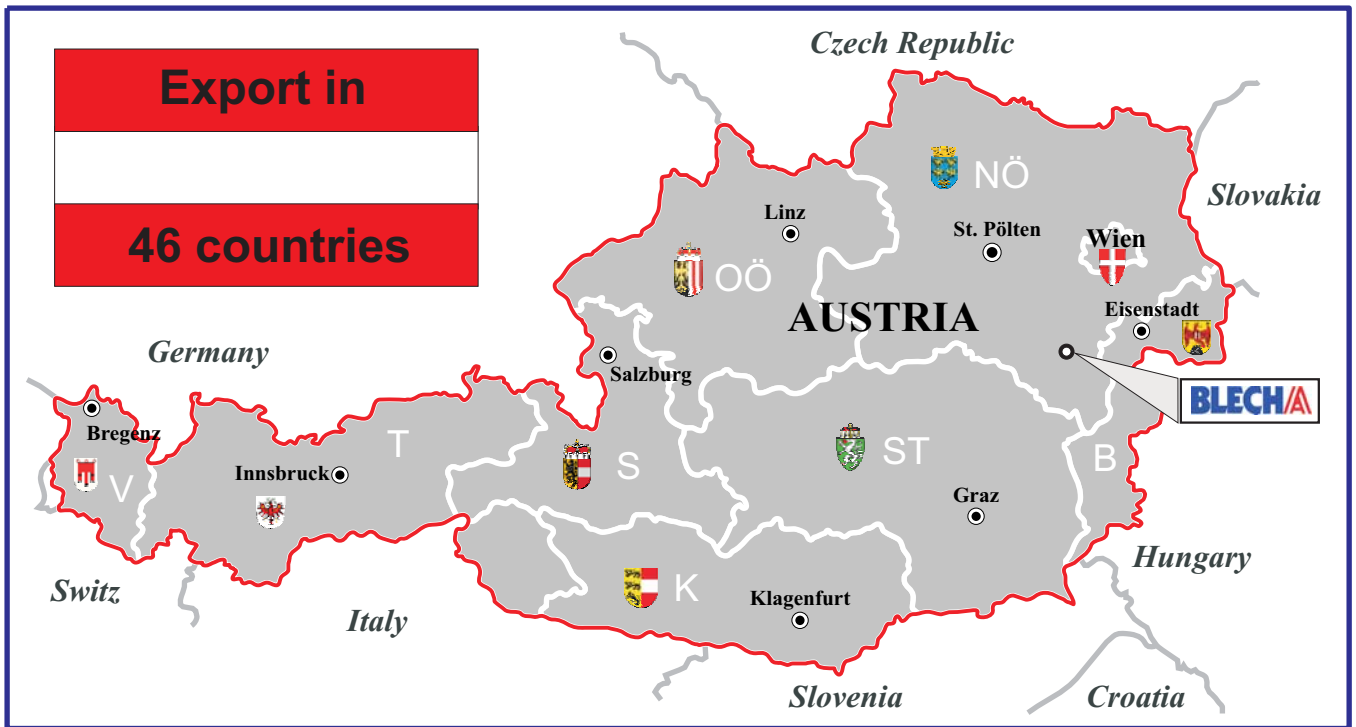 Czech Republic
Export in
46 countries
NÖ
Slovakia
Linz
St. Pölten
Wien
OÖ
AUSTRIA
Eisenstadt
Germany
Salzburg
BLECHA
Bregenz
T
ST
B
V
Innsbruck
S
Graz
Hungary
Switz
K
Klagenfurt
Italy
Slovenia
Croatia